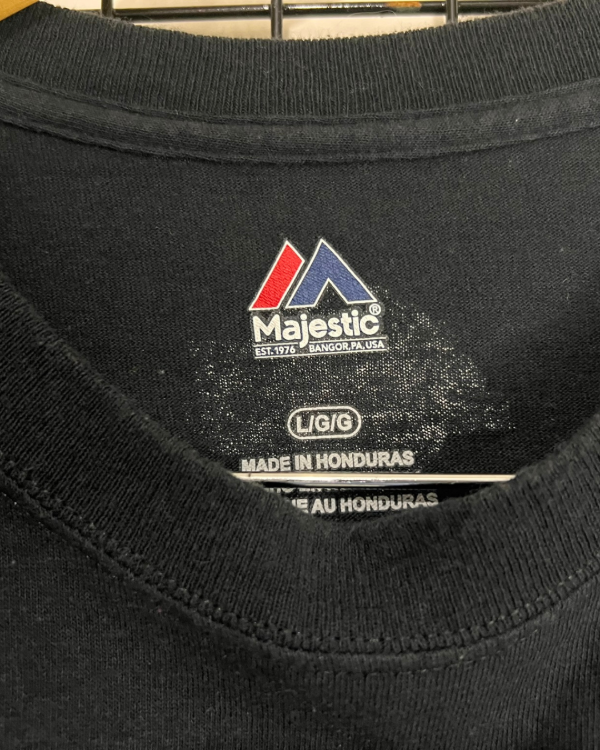 Majestic®
EST. 1976 BANGOR, PA, USA
L/G/G
MADE IN HONDURAS
AU HONDURAS